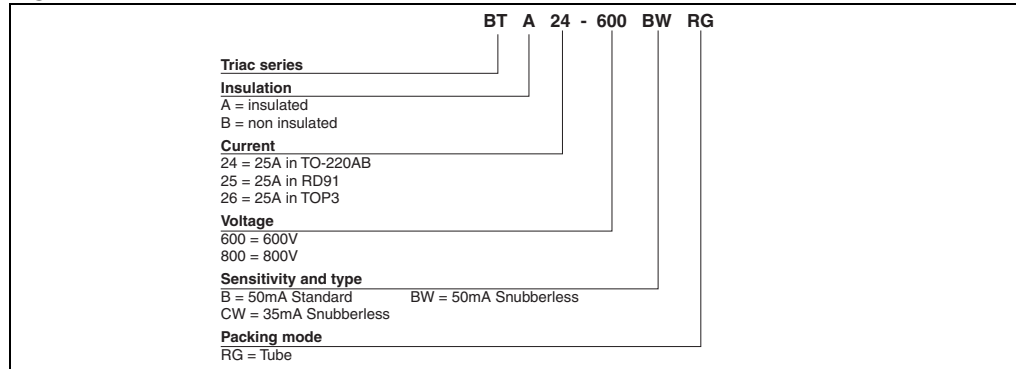 BT A 24 - 600 BW RG
Triac series
Insulation
A = insulated
B = non insulated
Current
24 = 25A in TO-220AB
25 = 25A in RD91
26 = 25A in TOP3
Voltage
600 = 600V
800 = 800V
Sensitivity and type
B = 50mA Standard BW = 50mA Snubberless
CW = 35mA Snubberless
Packing mode
RG = Tube